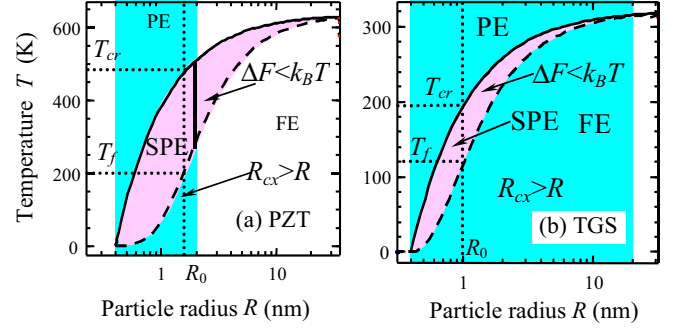 Temperature T (K)
600
400
200
0
PE
T_cr
ΔF<k_BT
FE
T_f
SPE
R_cx>R
(a) PZT
1
R_0
10
Particle radius R (nm)
300
200
100
0
PE
T_cr
ΔF<k_BT
SPE
FE
T_f
R_cx>R
(b) TGS
1
R_0
10
Particle radius R (nm)